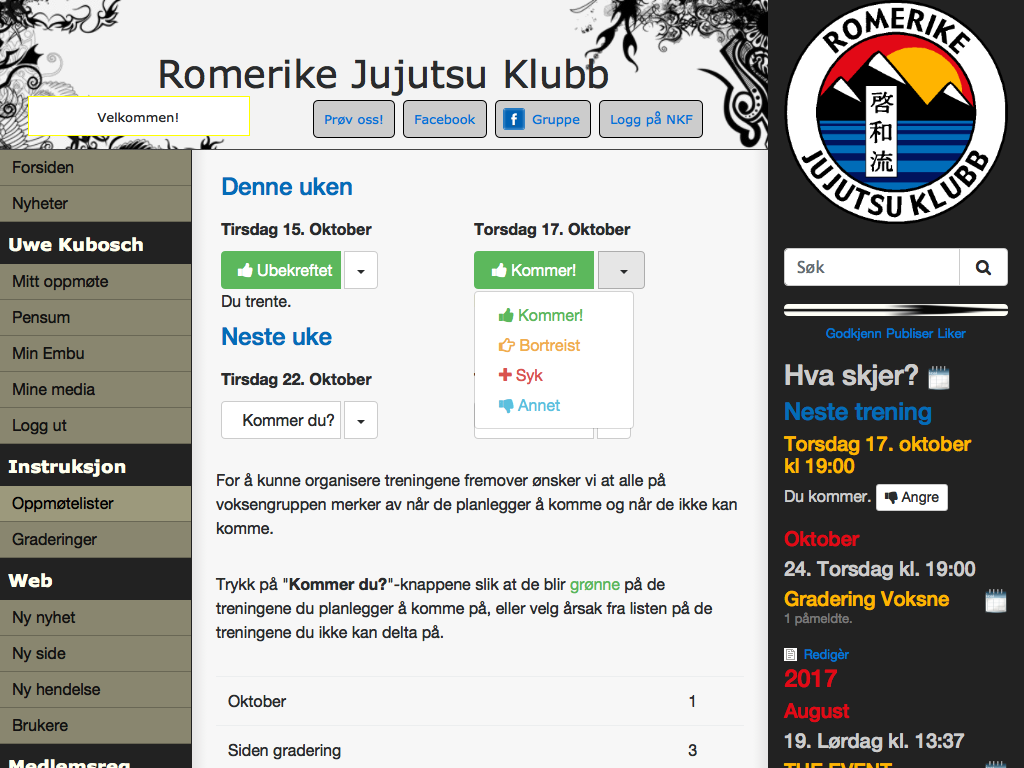 Romerike Jujutsu Klubb
Velkommen!
Prøv oss!
Facebook
Gruppe
Logg på NKF
Forsiden
Nyheter
Uwe Kubosch
Mitt oppmøte
Pensum
Min Embu
Mine media
Logg ut
Instruksjon
Oppmøtelister
Graderinger
Web
Ny nyhet
Ny side
Ny hendelse
Brukere
Medlemsreg
Denne uken
Tirsdag 15. Oktober
Ubekreftet
Du trente.
Torsdag 17. Oktober
Kommer!
Kommer!
Bortreist
Syk
Annet
Neste uke
Tirsdag 22. Oktober
Kommer du?
For å kunne organisere treningene fremover ønsker vi at alle på
voksengruppen merker av når de planlegger å komme og når de ikke kan
komme.
Trykk på "Kommer du?"-knappene slik at de blir grønne på de
treningene du planlegger å komme på, eller velg årsak fra listen på de
treningene du ikke kan delta på.
Oktober 1
Siden gradering 3
ROMERIKE
啓和流
JUJUTSU KLUBB
Søk
Godkjenn Publiser Liker
Hva skjer?
Neste trening
Torsdag 17. oktober
kl 19:00
Du kommer. Angre
Oktober
24. Torsdag kl. 19:00
Gradering Voksne
1 påmeldte.
Redigèr
2017
August
19. Lørdag kl. 13:37
THE EVENT